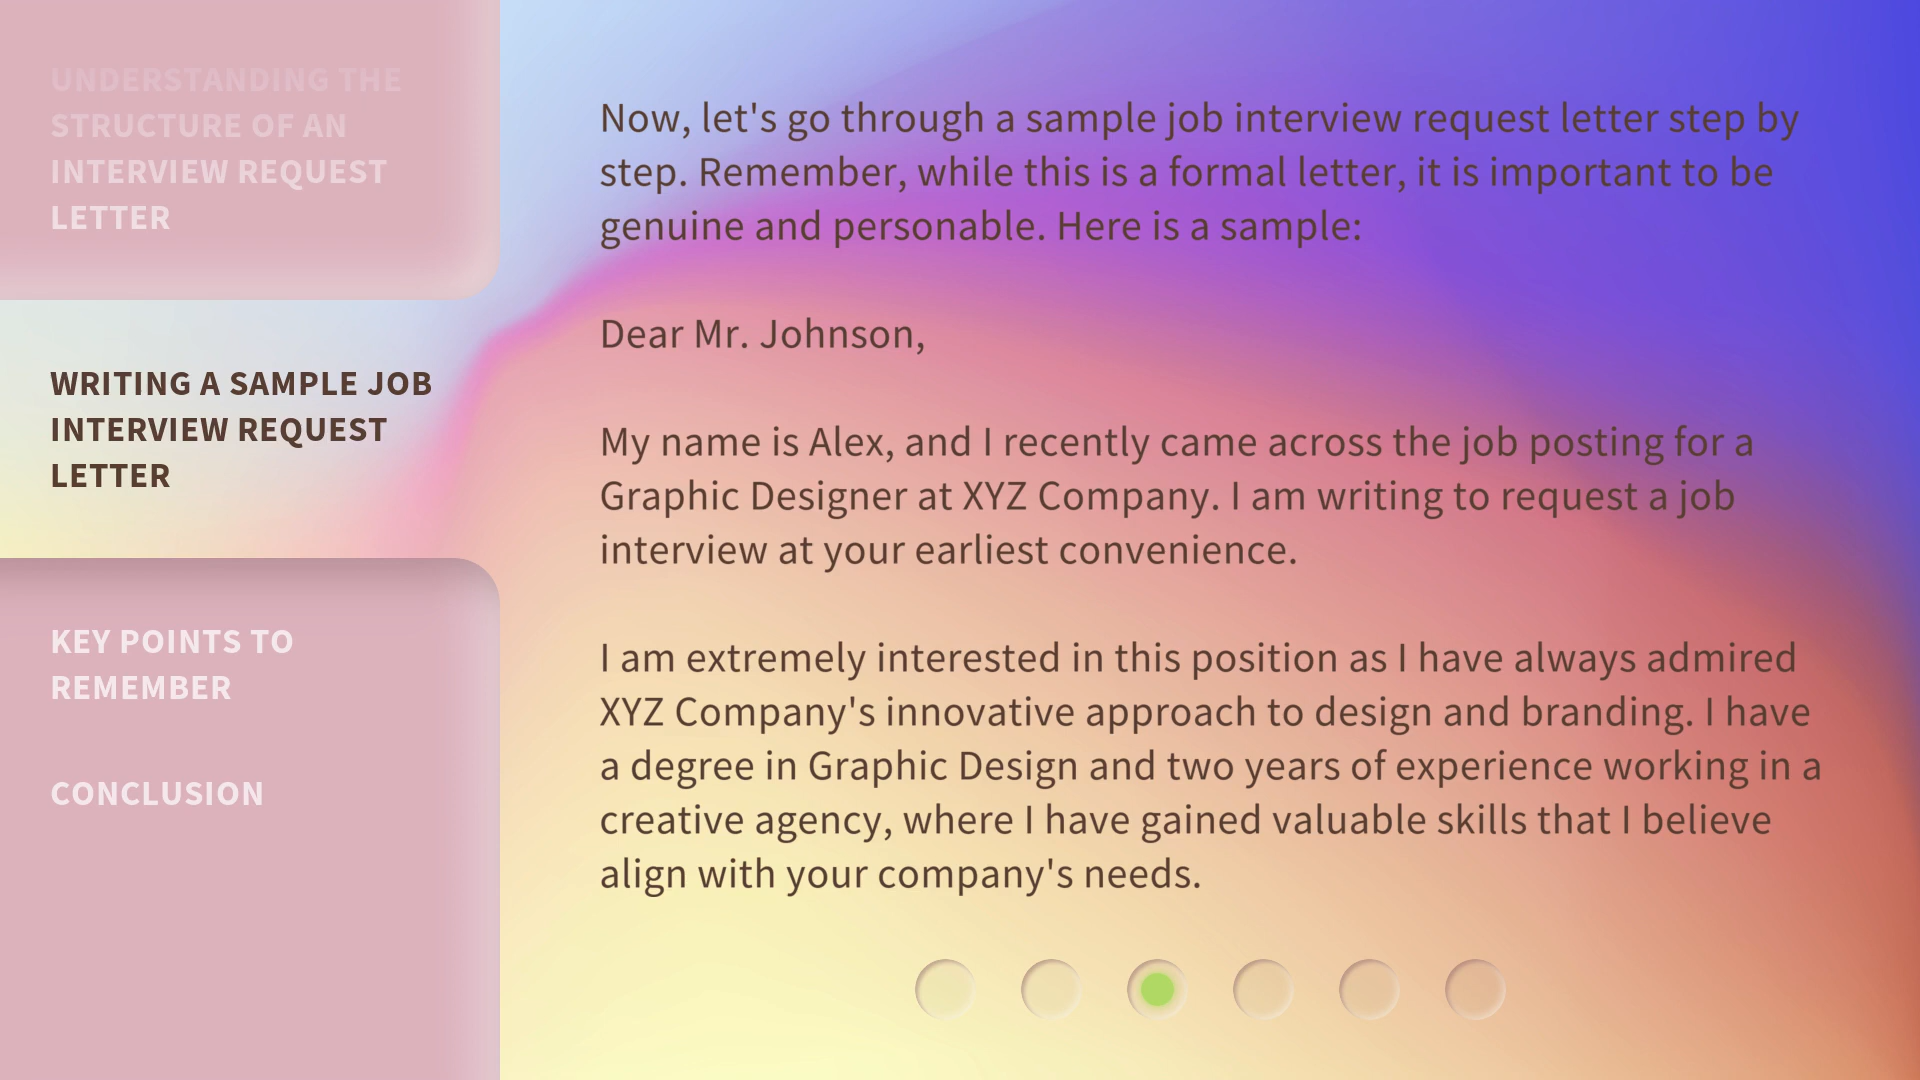 UNDERSTANDING THE
STRUCTURE OF AN
INTERVIEW REQUEST
LETTER
WRITING A SAMPLE JOB
INTERVIEW REQUEST
LETTER
KEY POINTS TO
REMEMBER
CONCLUSION
Now, let's go through a sample job interview request letter step by
step. Remember, while this is a formal letter, it is important to be
genuine and personable. Here is a sample:
Dear Mr. Johnson,
My name is Alex, and I recently came across the job posting for a
Graphic Designer at XYZ Company. I am writing to request a job
interview at your earliest convenience.
I am extremely interested in this position as I have always admired
XYZ Company's innovative approach to design and branding. I have
a degree in Graphic Design and two years of experience working in a
creative agency, where I have gained valuable skills that I believe
align with your company's needs.